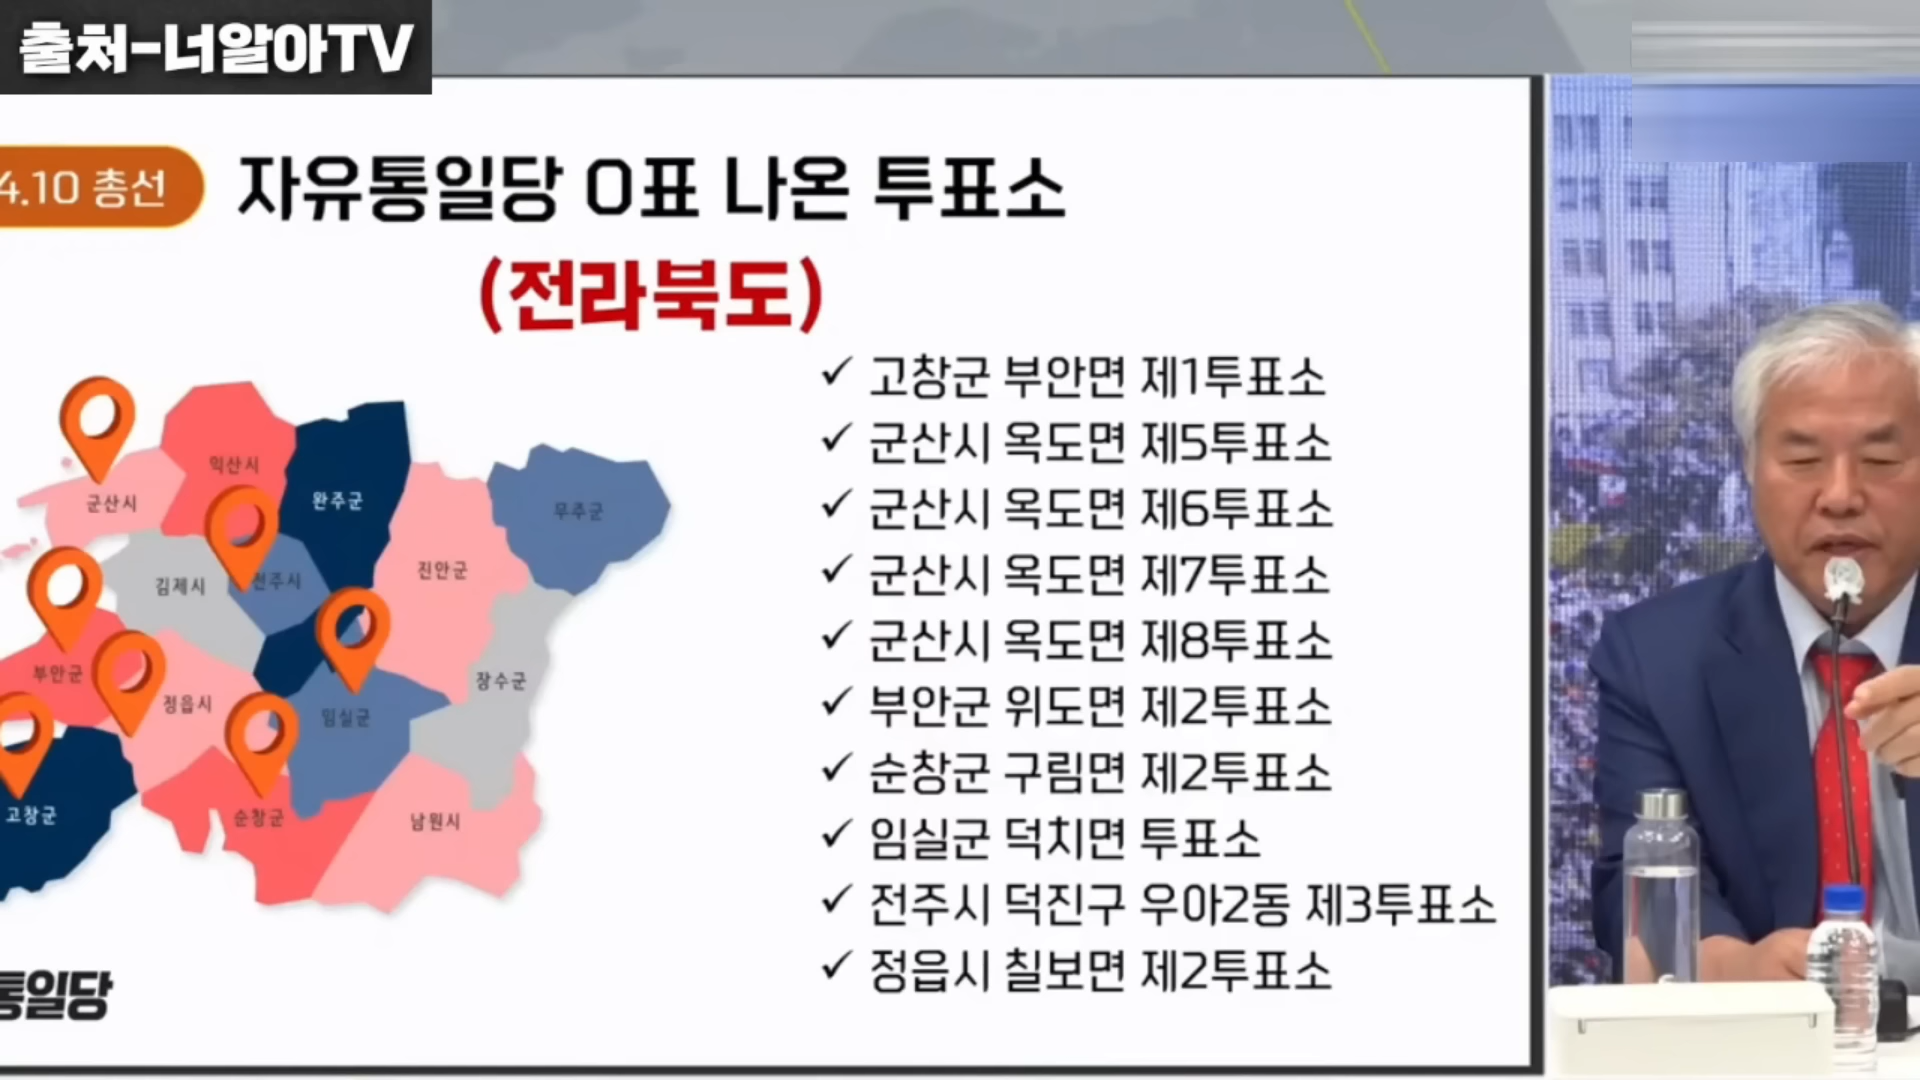 출처-너알아TV
4.10 총선
자유통일당 0표 나온 투표소
(전라북도)
고창군 부안면 제1투표소
군산시 옥도면 제5투표소
군산시 옥도면 제6투표소
군산시 옥도면 제7투표소
군산시 옥도면 제8투표소
부안군 위도면 제2투표소
순창군 구림면 제2투표소
임실군 덕치면 투표소
전주시 덕진구 우아2동 제3투표소
정읍시 칠보면 제2투표소
익산시
군산시
완주군
무주군
진안군
김제시
전주시
부안군
정읍시
장수군
임실군
고창군
순창군
남원시
통일당